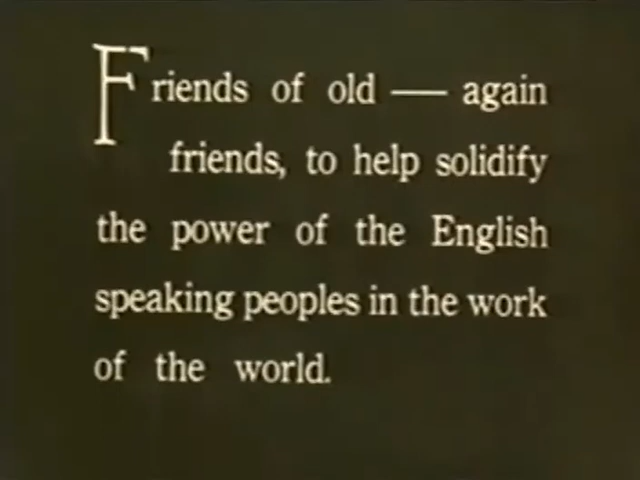 Friends of old — again
friends, to help solidify
the power of the English
speaking peoples in the work
of the world.